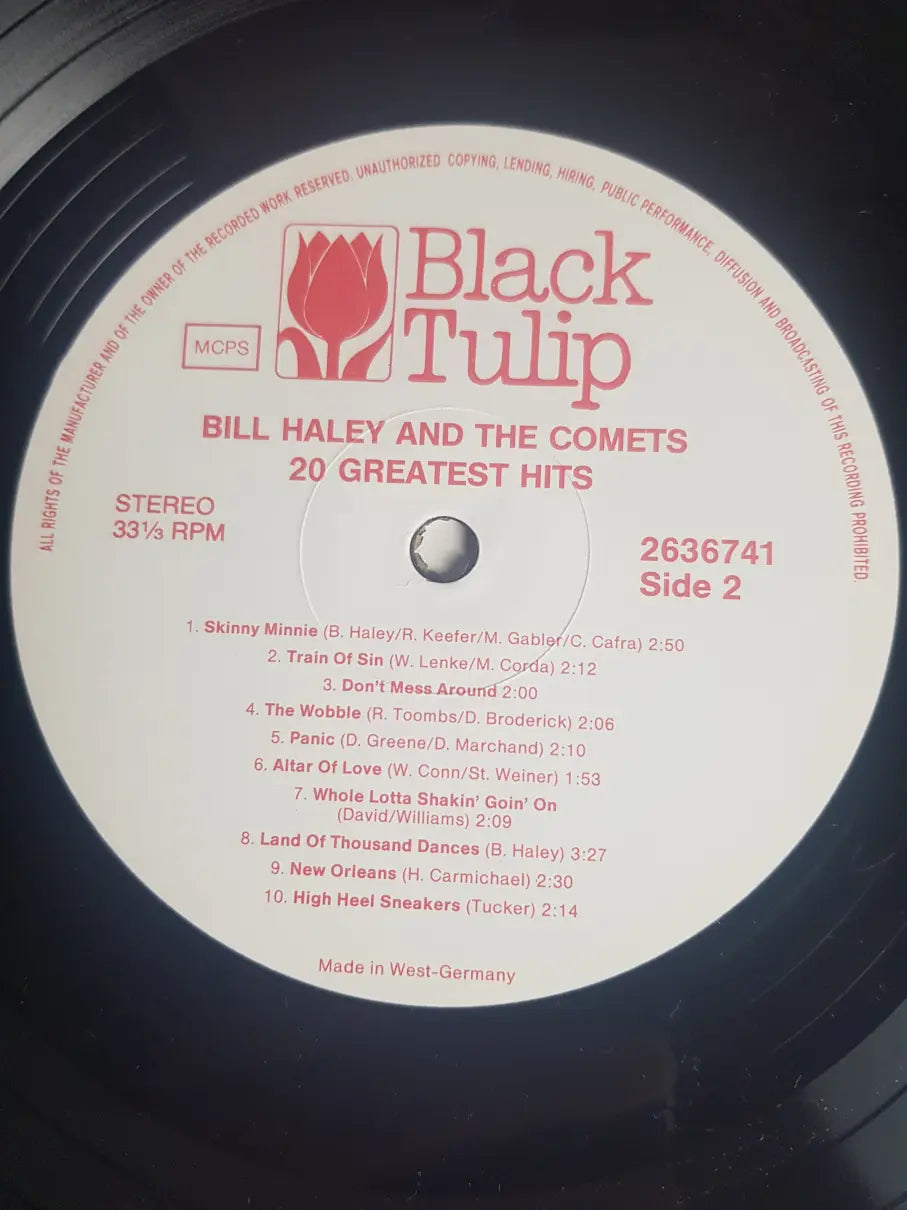 ALL RIGHTS OF THE MANUFACTURER AND OF THE OWNER OF THE RECORDED WORK RESERVED. UNAUTHORIZED COPYING, LENDING, HIRING, PUBLIC PERFORMANCE, DIFFUSION AND BROADCASTING OF THIS RECORDING PROHIBITED.
Black
Tulip
MCPS
BILL HALEY AND THE COMETS
20 GREATEST HITS
STEREO
33⅓ RPM
2636741
Side 2
1. Skinny Minnie (B. Haley/R. Keefer/M. Gabler/C. Cafra) 2:50
2. Train Of Sin (W. Lenke/M. Corda) 2:12
3. Don't Mess Around 2:00
4. The Wobble (R. Toombs/D. Broderick) 2:06
5. Panic (D. Greene/D. Marchand) 2:10
6. Altar Of Love (W. Conn/St. Weiner) 1:53
7. Whole Lotta Shakin' Goin' On
(David/Williams) 2:09
8. Land Of Thousand Dances (B. Haley) 3:27
9. New Orleans (H. Carmichael) 2:30
10. High Heel Sneakers (Tucker) 2:14
Made in West-Germany